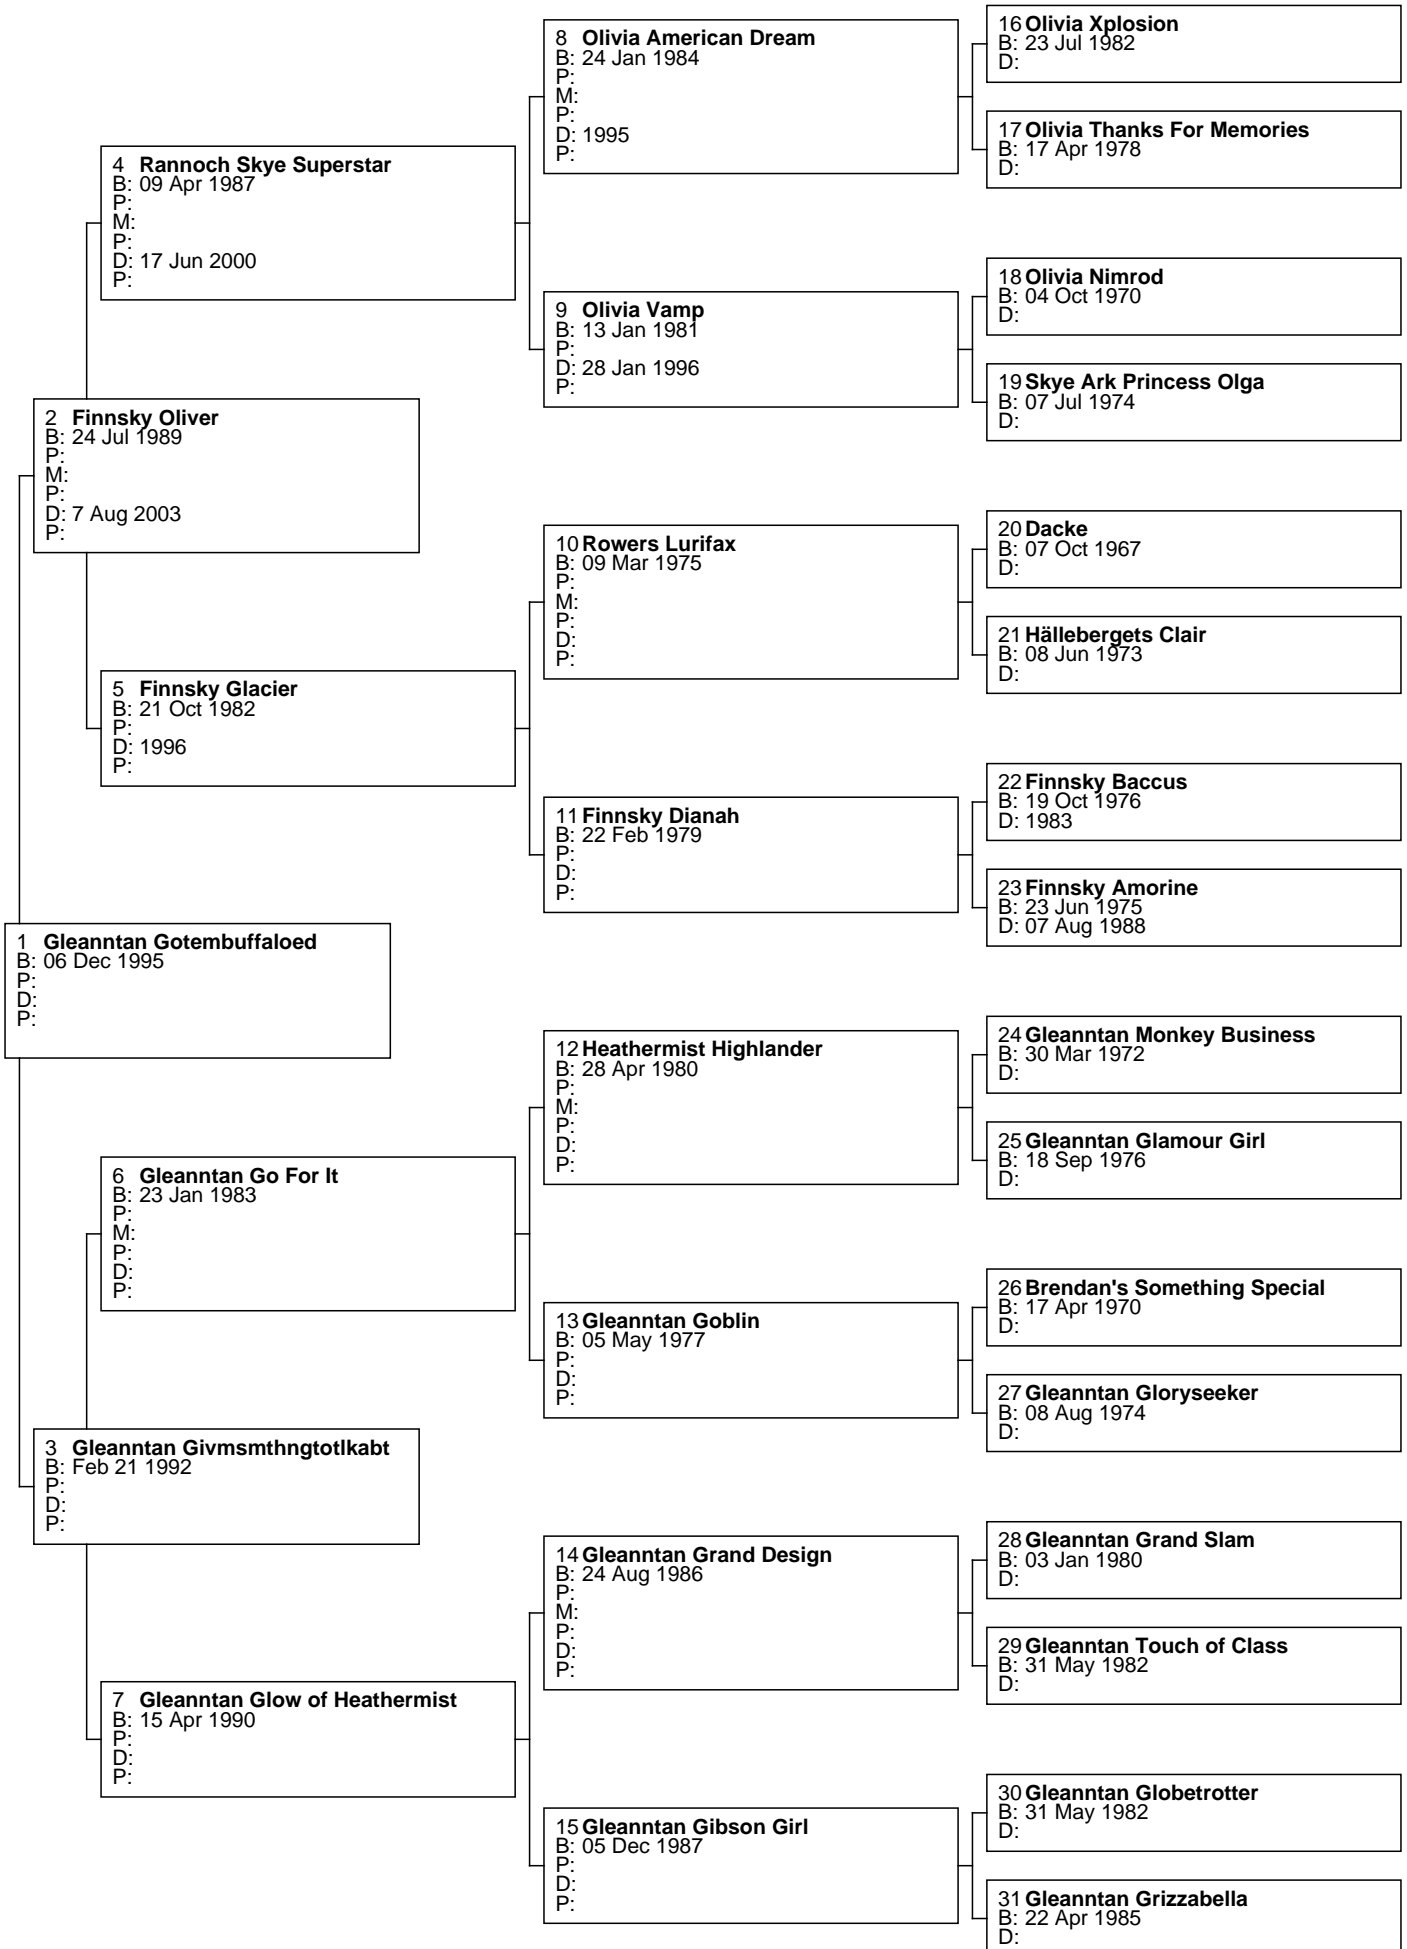 16 Olivia Xplosion
B: 23 Jul 1982
D:
8 Olivia American Dream
B: 24 Jan 1984
P:
M:
P:
D: 1995
P:
17 Olivia Thanks For Memories
B: 17 Apr 1978
D:
4 Rannoch Skye Superstar
B: 09 Apr 1987
P:
M:
P:
D: 17 Jun 2000
P:
18 Olivia Nimrod
B: 04 Oct 1970
D:
9 Olivia Vamp
B: 13 Jan 1981
P:
D: 28 Jan 1996
P:
19 Skye Ark Princess Olga
B: 07 Jul 1974
D:
2 Finnsky Oliver
B: 24 Jul 1989
P:
M:
P:
D: 7 Aug 2003
P:
20 Dacke
B: 07 Oct 1967
D:
10 Rowers Lurifax
B: 09 Mar 1975
P:
M:
P:
D:
P:
21 Hällebergets Clair
B: 08 Jun 1973
D:
5 Finnsky Glacier
B: 21 Oct 1982
P:
D: 1996
P:
22 Finnsky Baccus
B: 19 Oct 1976
D: 1983
11 Finnsky Dianah
B: 22 Feb 1979
P:
D:
P:
23 Finnsky Amorine
B: 23 Jun 1975
D: 07 Aug 1988
1 Gleanntan Gotembuffaloed
B: 06 Dec 1995
P:
D:
P:
24 Gleanntan Monkey Business
B: 30 Mar 1972
D:
12 Heathermist Highlander
B: 28 Apr 1980
P:
M:
P:
D:
P:
25 Gleanntan Glamour Girl
B: 18 Sep 1976
D:
6 Gleanntan Go For It
B: 23 Jan 1983
P:
M:
P:
D:
P:
26 Brendan's Something Special
B: 17 Apr 1970
D:
13 Gleanntan Goblin
B: 05 May 1977
P:
D:
P:
27 Gleanntan Gloryseeker
B: 08 Aug 1974
D:
3 Gleanntan Givmsmthngtotlkabt
B: Feb 21 1992
P:
D:
P:
28 Gleanntan Grand Slam
B: 03 Jan 1980
D:
14 Gleanntan Grand Design
B: 24 Aug 1986
P:
M:
P:
D:
P:
29 Gleanntan Touch of Class
B: 31 May 1982
D:
7 Gleanntan Glow of Heathermist
B: 15 Apr 1990
P:
D:
P:
30 Gleanntan Globetrotter
B: 31 May 1982
D:
15 Gleanntan Gibson Girl
B: 05 Dec 1987
P:
D:
P:
31 Gleanntan Grizzabella
B: 22 Apr 1985
D: